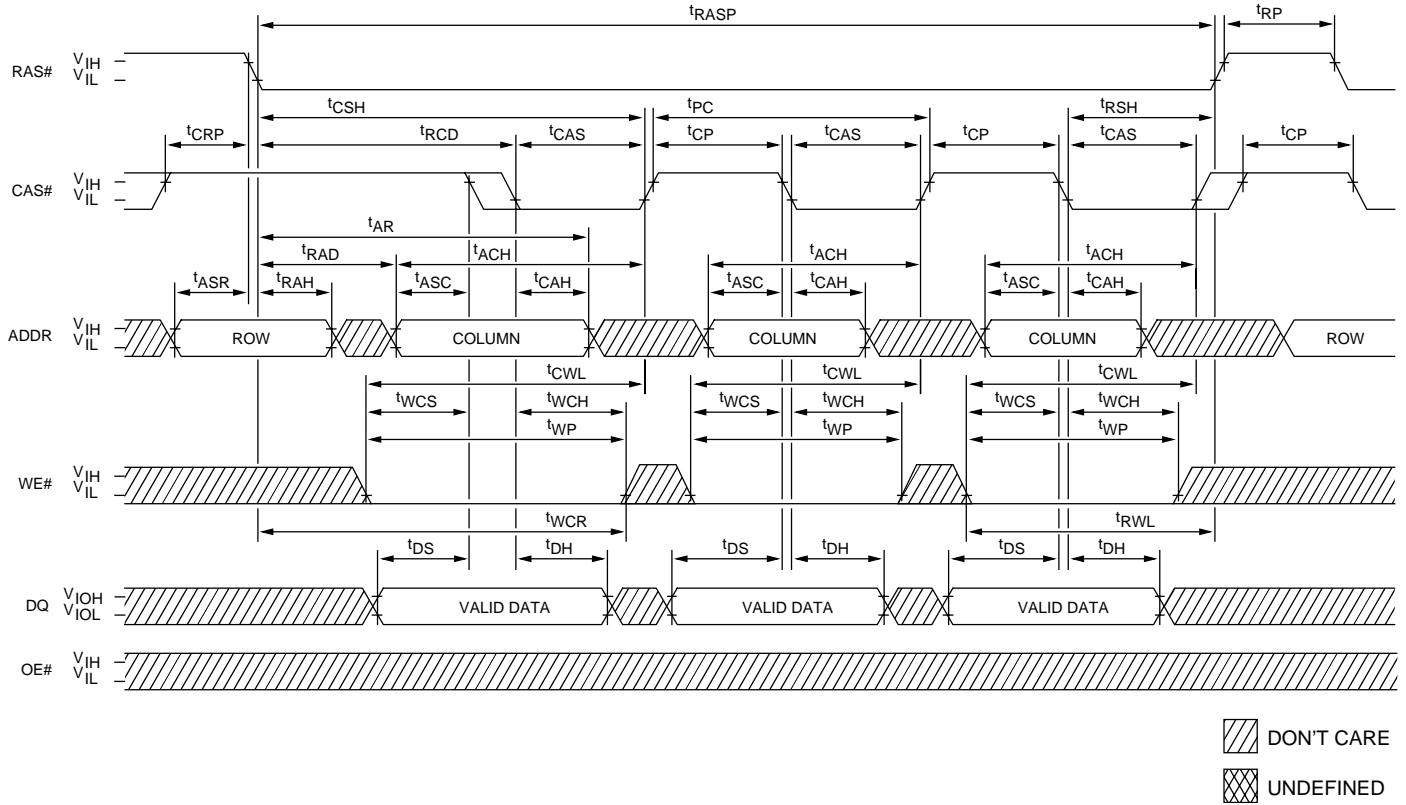 tRASP tRP
RAS# VIH
VIL
tCSH tPC tRSH
tCRP tRCD tCAS tCP tCAS tCP tCAS tCP
CAS# VIH
VIL
tAR
tRAD tACH tACH tACH
tASR tRAH tASC tCAH tASC tCAH tASC tCAH
ADDR VIH
VIL
ROW COLUMN COLUMN COLUMN ROW
tCWL tCWL tCWL
tWCS tWCH tWCS tWCH tWCS tWCH
tWP tWP tWP
WE# VIH
VIL
tWCR tRWL
tDS tDH tDS tDH tDS tDH
DQ VIOH
VIOL
VALID DATA VALID DATA VALID DATA
OE# VIH
VIL
DON'T CARE
UNDEFINED